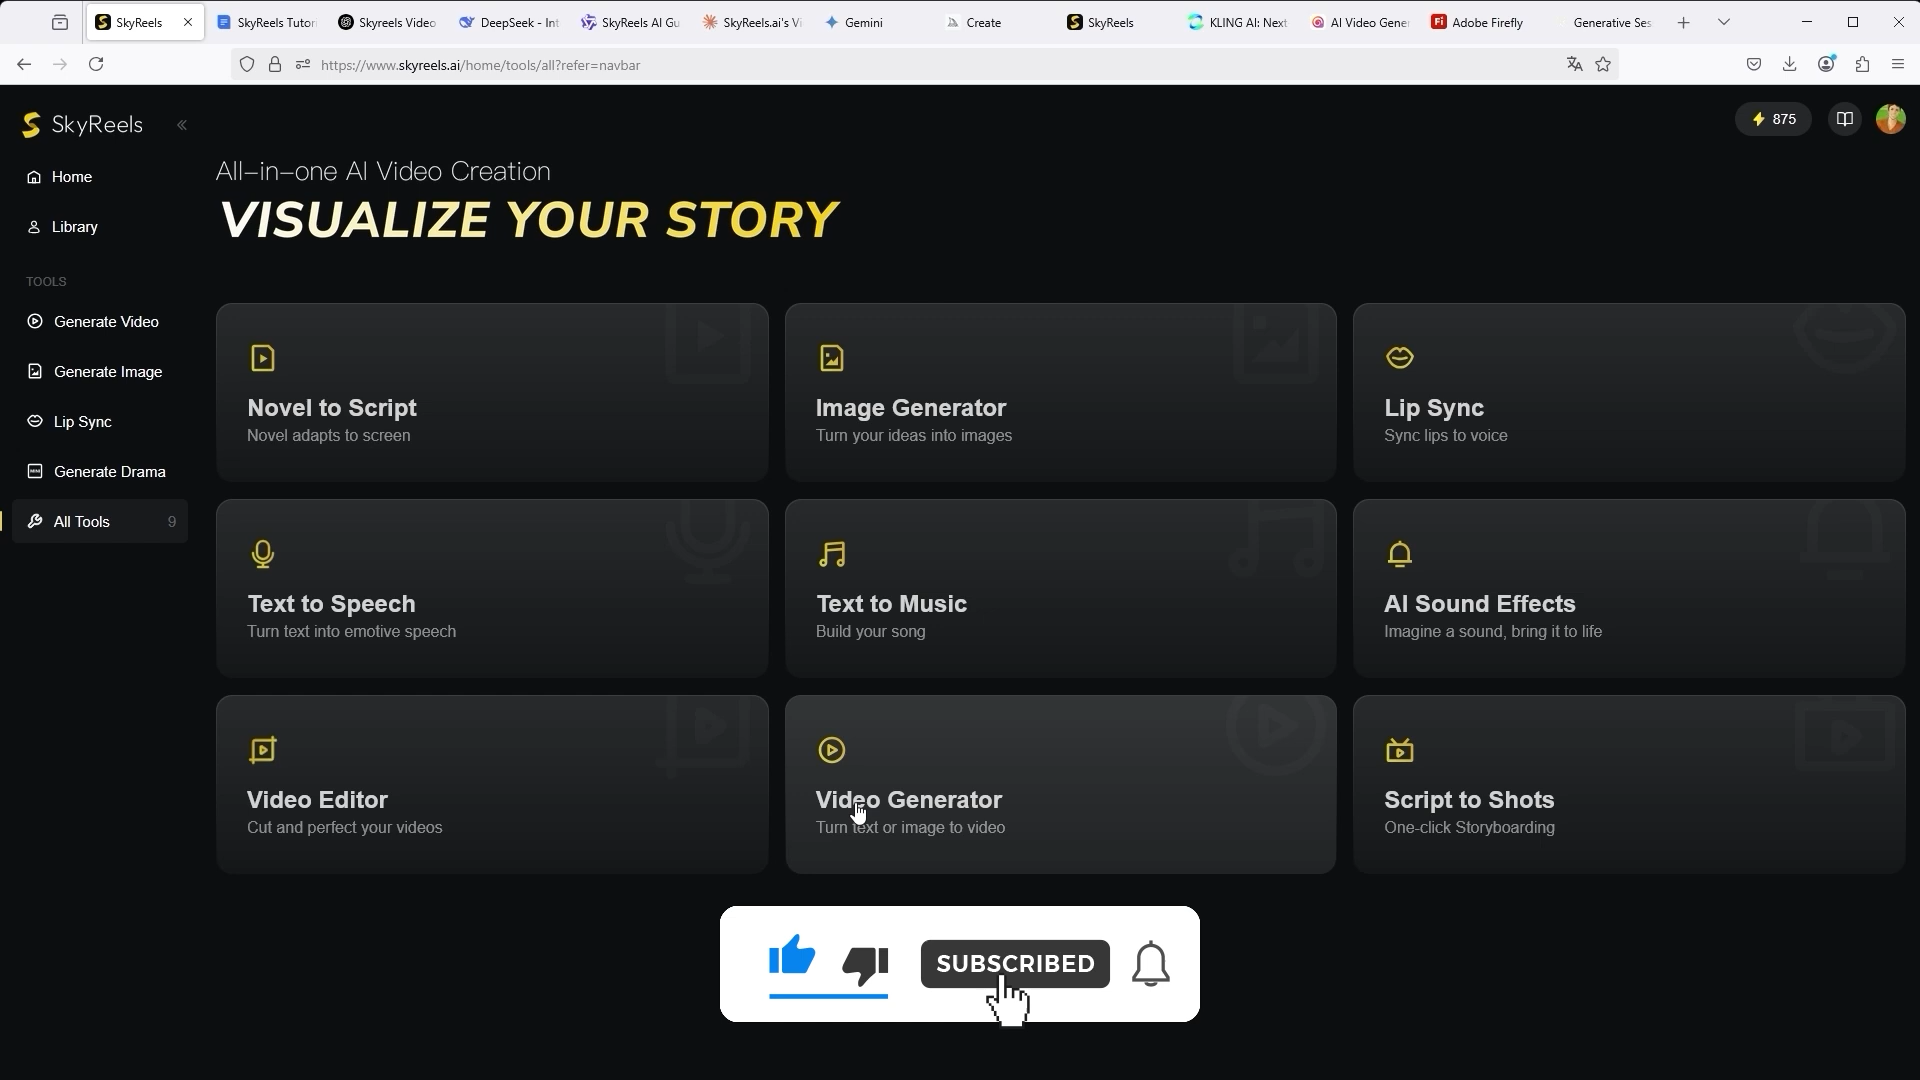 SkyReels
SkyReels Tutori
Skyreels Video
DeepSeek - Int
SkyReels AI Gu
SkyReels.ai's Vi
Gemini
Create
SkyReels
KLING AI: Next
AI Video Gener
Adobe Firefly
Generative Ses
https://www.skyreels.ai/home/tools/all?refer=navbar
SkyReels
875
Home
Library
TOOLS
Generate Video
Generate Image
Lip Sync
Generate Drama
All Tools 9
All-in-one AI Video Creation
VISUALIZE YOUR STORY
Novel to Script
Novel adapts to screen
Image Generator
Turn your ideas into images
Lip Sync
Sync lips to voice
Text to Speech
Turn text into emotive speech
Text to Music
Build your song
AI Sound Effects
Imagine a sound, bring it to life
Video Editor
Cut and perfect your videos
Video Generator
Turn text or image to video
Script to Shots
One-click Storyboarding
SUBSCRIBED